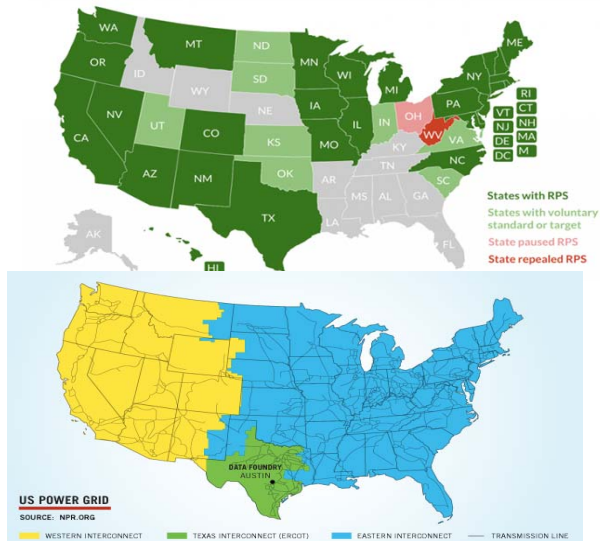 WA
MT
ND
MN
ME
OR
ID
SD
WI
NY
WY
MI
IA
NE
PA
RI
NV
IL
IN
OH
VT
CT
UT
CO
KS
MO
WV
VA
NJ
NH
CA
KY
DE
MA
AZ
NM
OK
AR
TN
NC
DC
M
SC
MS
AL
GA
TX
LA
FL
AK
HI
States with RPS
States with voluntary
standard or target
State paused RPS
State repealed RPS
DATA FOUNDRY
AUSTIN
US POWER GRID
SOURCE: NPR.ORG
WESTERN INTERCONNECT
TEXAS INTERCONNECT (ERCOT)
EASTERN INTERCONNECT
TRANSMISSION LINE